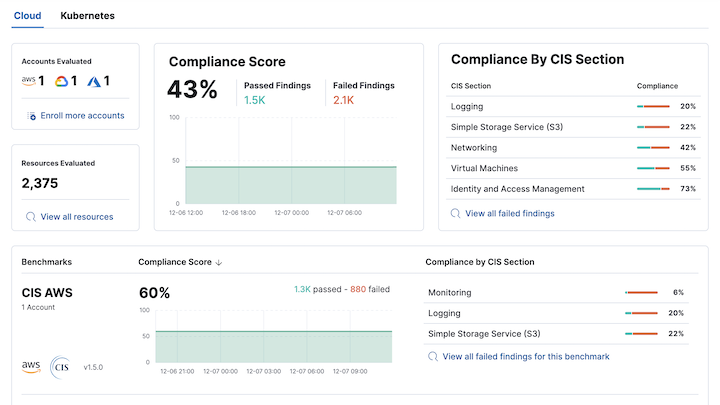 Cloud Kubernetes
Accounts Evaluated
aws 1 1 1
Enroll more accounts
Resources Evaluated
2,375
View all resources
Compliance Score
43%
Passed Findings
1.5K
Failed Findings
2.1K
100
50
0
12-06 12:00 12-06 18:00 12-07 00:00 12-07 06:00
Compliance By CIS Section
CIS Section Compliance
Logging 20%
Simple Storage Service (S3) 22%
Networking 42%
Virtual Machines 55%
Identity and Access Management 73%
View all failed findings
Benchmarks Compliance Score Compliance by CIS Section
CIS AWS
1 Account
aws CIS v1.5.0
60%
1.3K passed - 880 failed
100
50
0
12-06 21:00 12-07 00:00 12-07 03:00 12-07 06:00 12-07 09:00
Monitoring 6%
Logging 20%
Simple Storage Service (S3) 22%
View all failed findings for this benchmark